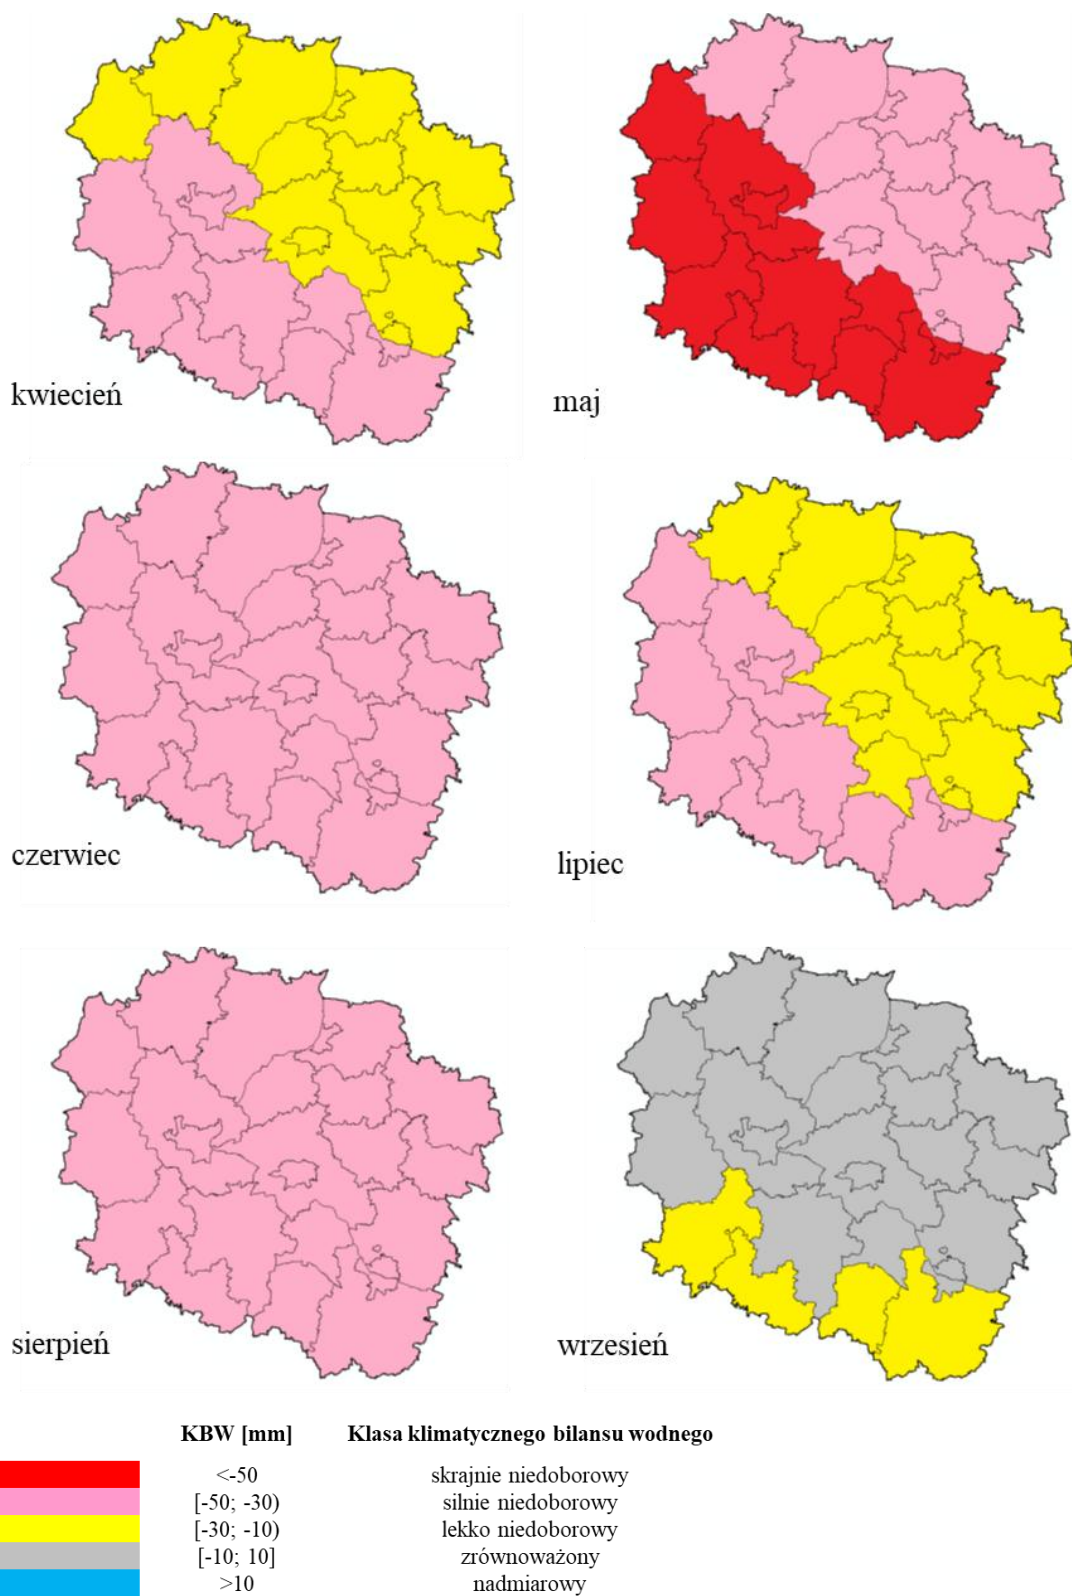 kwiecień
maj
czerwiec
lipiec
sierpień
wrzesień
KBW [mm] Klasa klimatycznego bilansu wodnego
<-50 skrajnie niedoborowy
[-50; -30) silnie niedoborowy
[-30; -10) lekko niedoborowy
[-10; 10] zrównoważony
>10 nadmiarowy